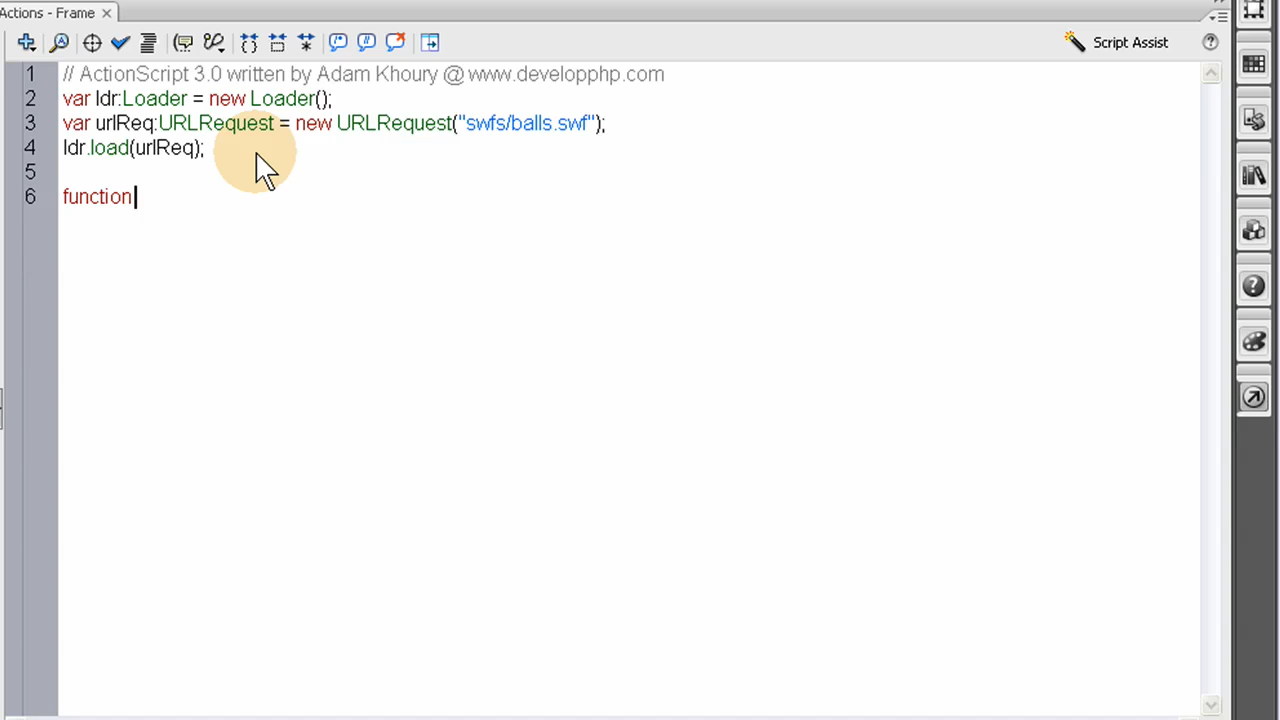 Actions - Frame
Script Assist
1 // ActionScript 3.0 written by Adam Khoury @ www.developphp.com
2 var ldr:Loader = new Loader();
3 var urlReq:URLRequest = new URLRequest("swfs/balls.swf");
4 ldr.load(urlReq);
5
6 function